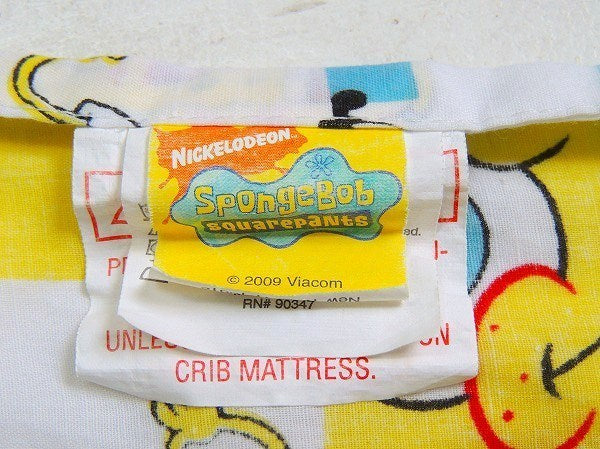 NICKELODEON
SpongeBob
SQUAREPANTS
© 2009 Viacom
RN# 90347
CRIB MATTRESS.